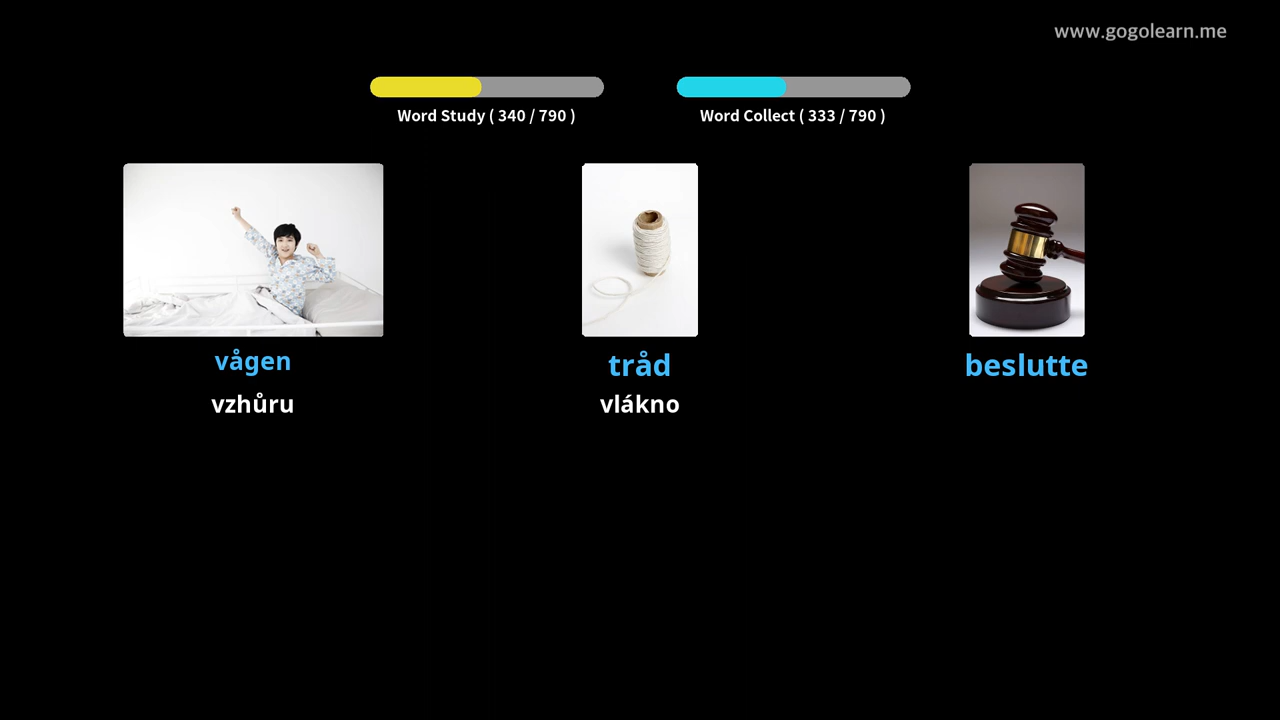 www.gogolearn.me
Word Study ( 340 / 790 )
Word Collect ( 333 / 790 )
vågen
tråd
beslutte
vzhůru
vlákno